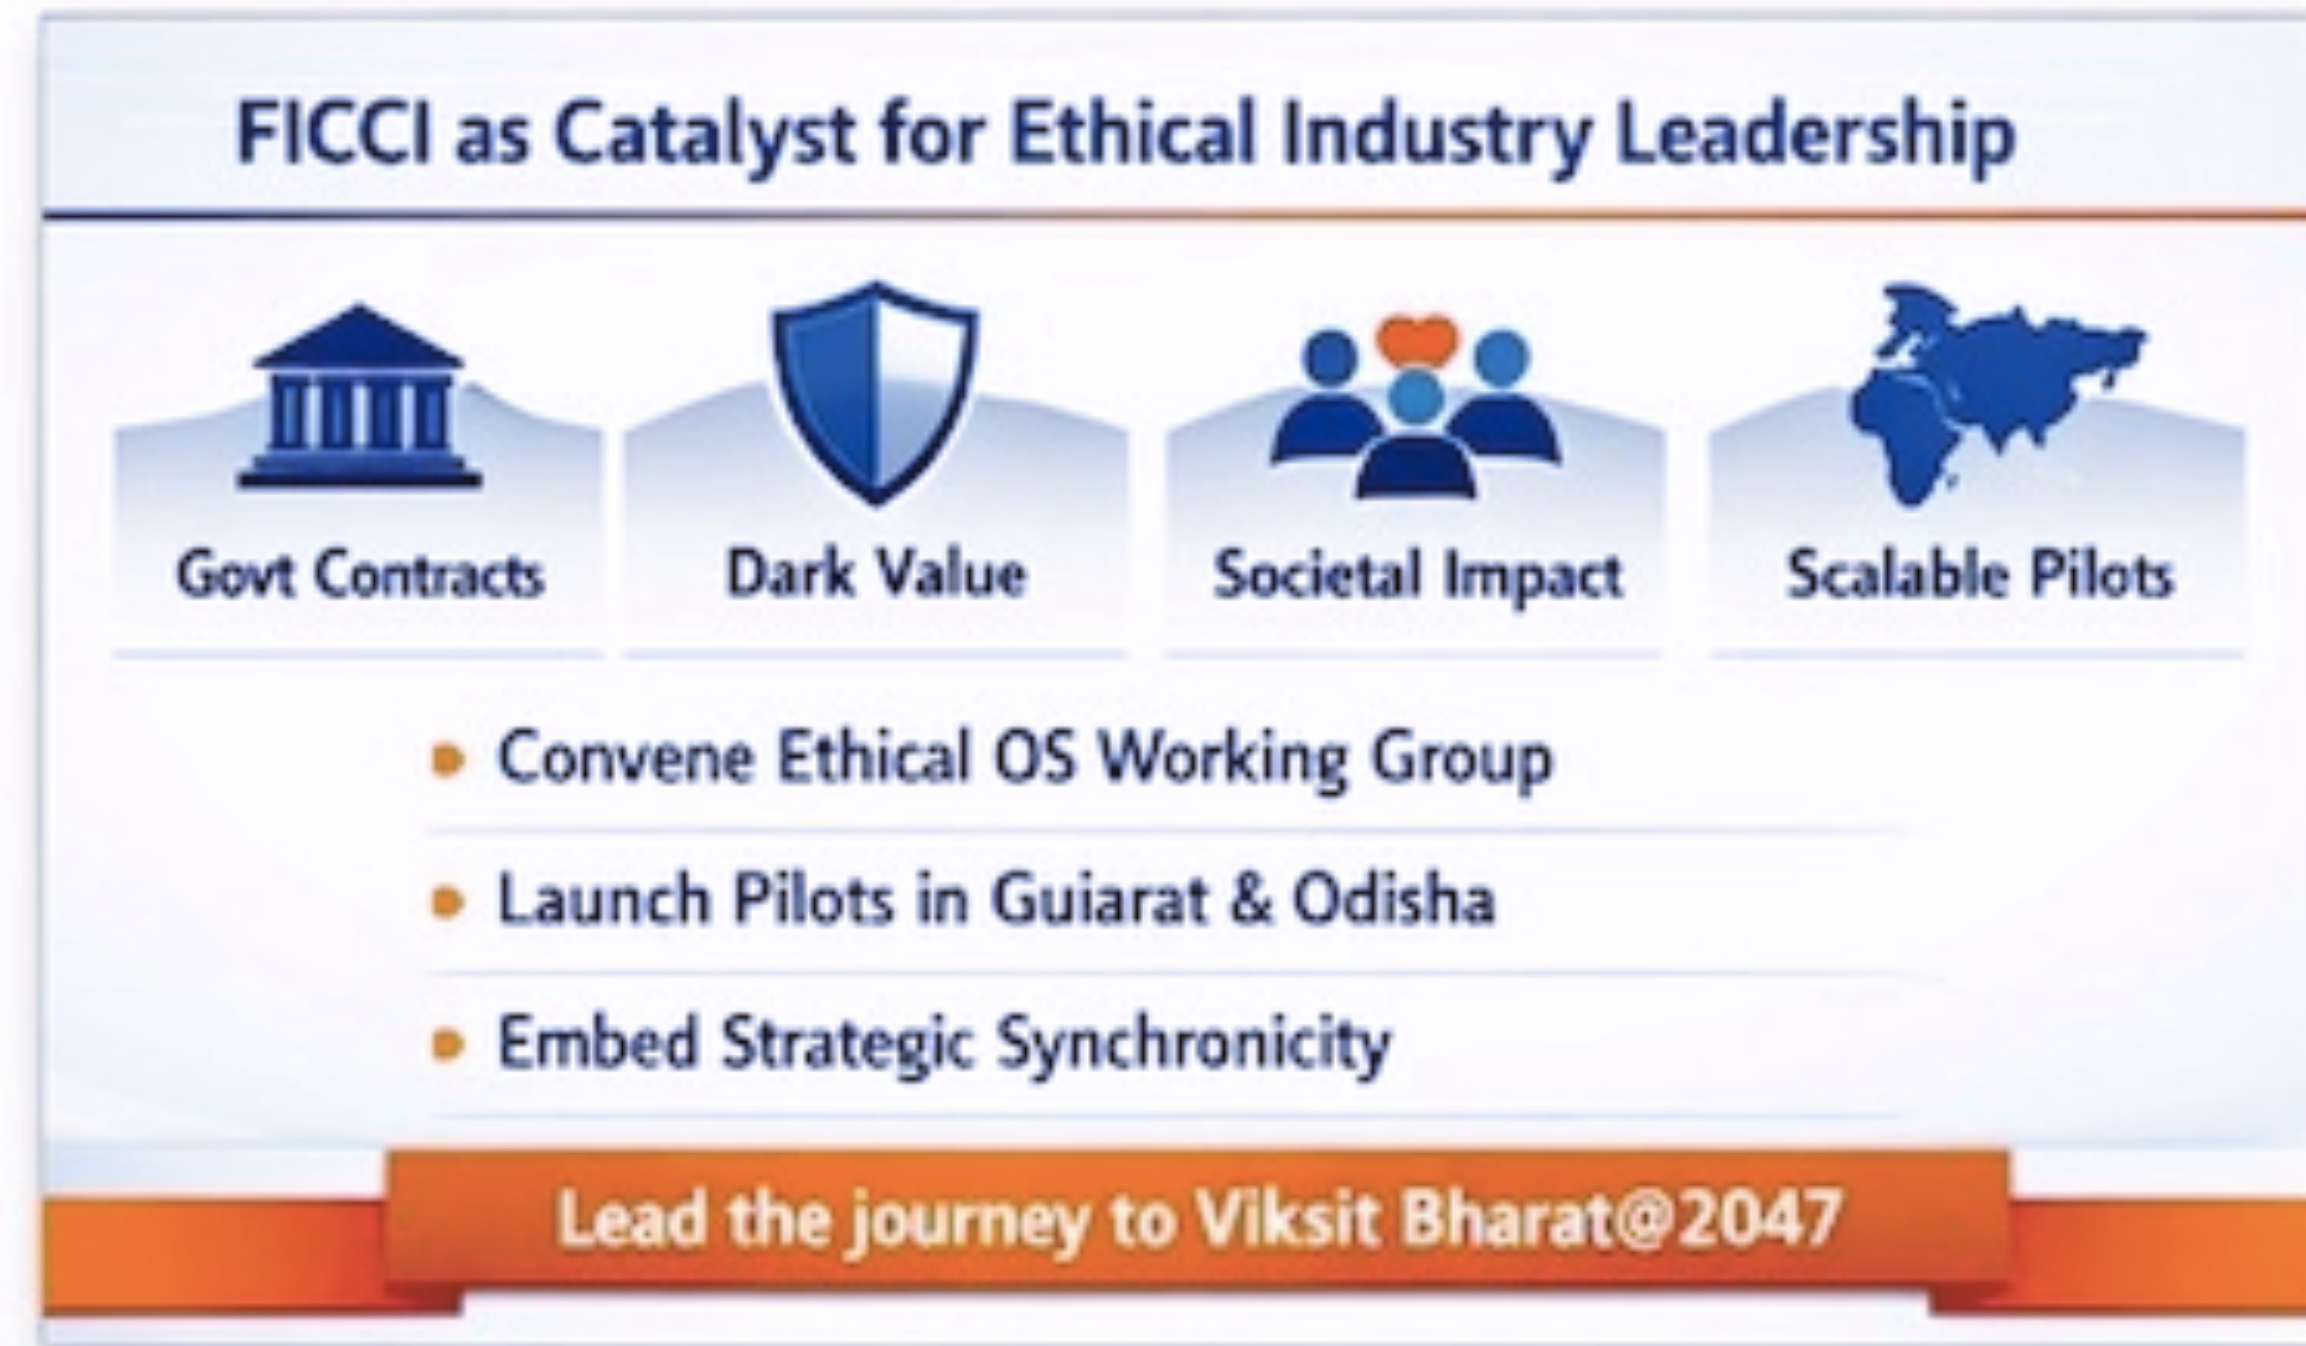 FICCI as Catalyst for Ethical Industry Leadership
Govt Contracts
Dark Value
Societal Impact
Scalable Pilots
Convene Ethical OS Working Group
Launch Pilots in Guiarat & Odisha
Embed Strategic Synchronicity
Lead the journey to Viksit Bharat@2047